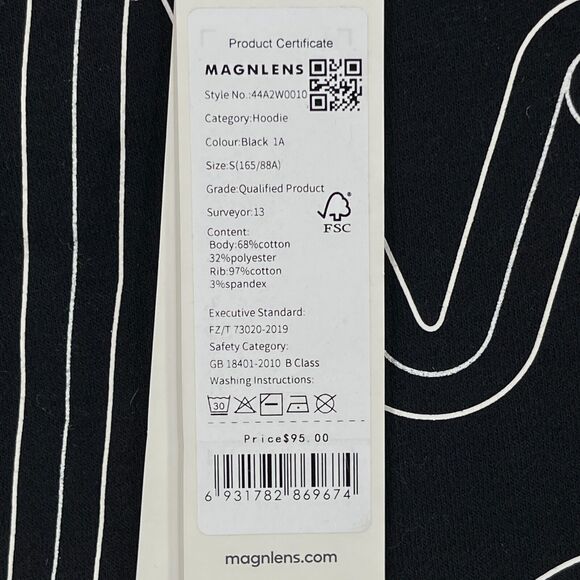 Product Certificate
MAGNLENS
Style No.:44A2W0010
Category:Hoodie
Colour:Black 1A
Size:S(165/88A)
Grade:Qualified Product
Surveyor:13
FSC
Content:
Body:68%cotton
32%polyester
Rib:97%cotton
3%spandex
Executive Standard:
FZ/T 73020-2019
Safety Category:
GB 18401-2010 B Class
Washing Instructions:
30
Price$95.00
6 931782 869674
magnlens.com